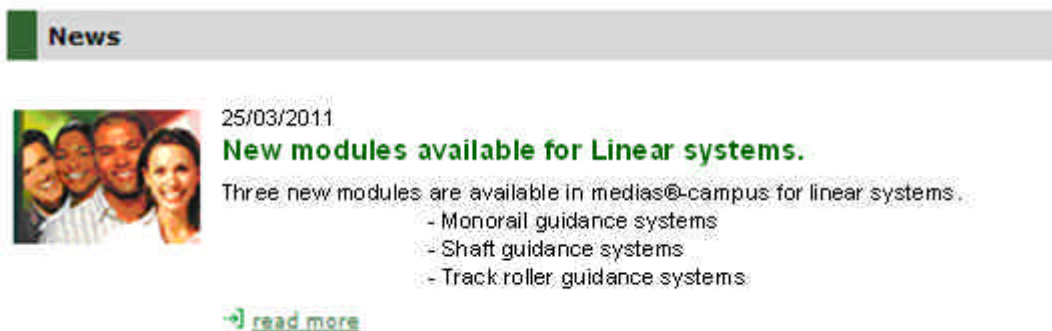 News
25/03/2011
New modules available for Linear systems.
Three new modules are available in medias®-campus for linear systems.
- Monorail guidance systems
- Shaft guidance systems
- Track roller guidance systems
read more